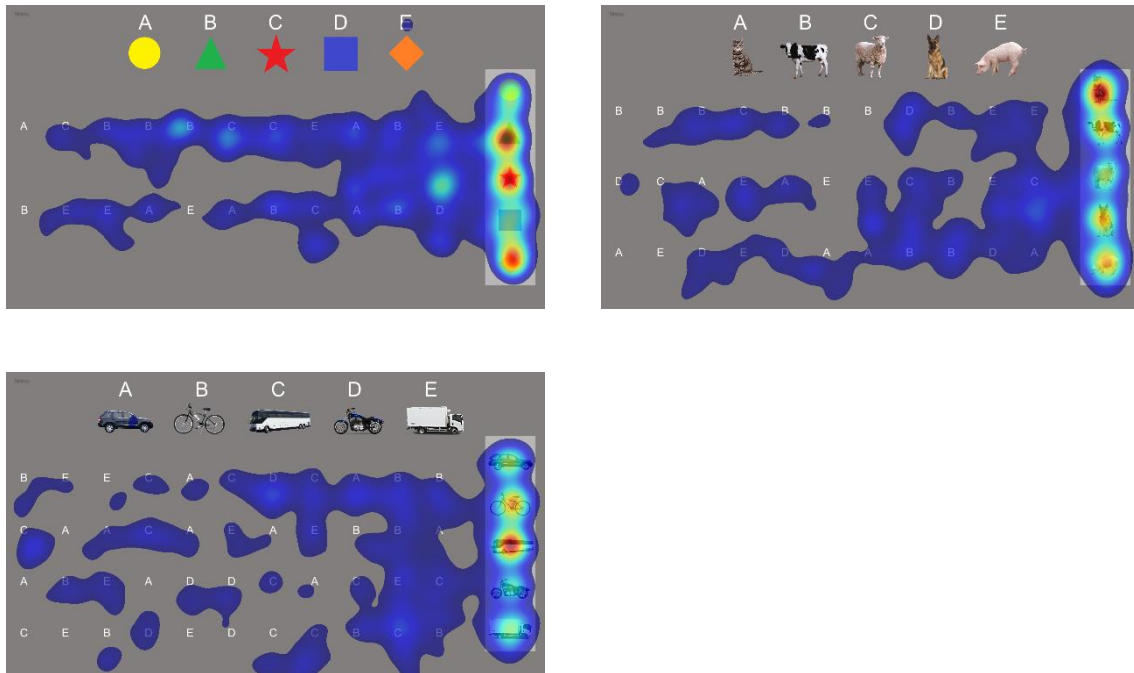 A B C D E
A C B B B C C E A B E
B E E A E A B C A B D
A B C D E
B B B C B B B D B E E
D C A E A E E C B E C
A E D E D A A B B D A
A B C D E
B E E C A C D C A B B
C A A C A E A E B B A
A B E A D D C A C E C
C E B D E D C C B C B